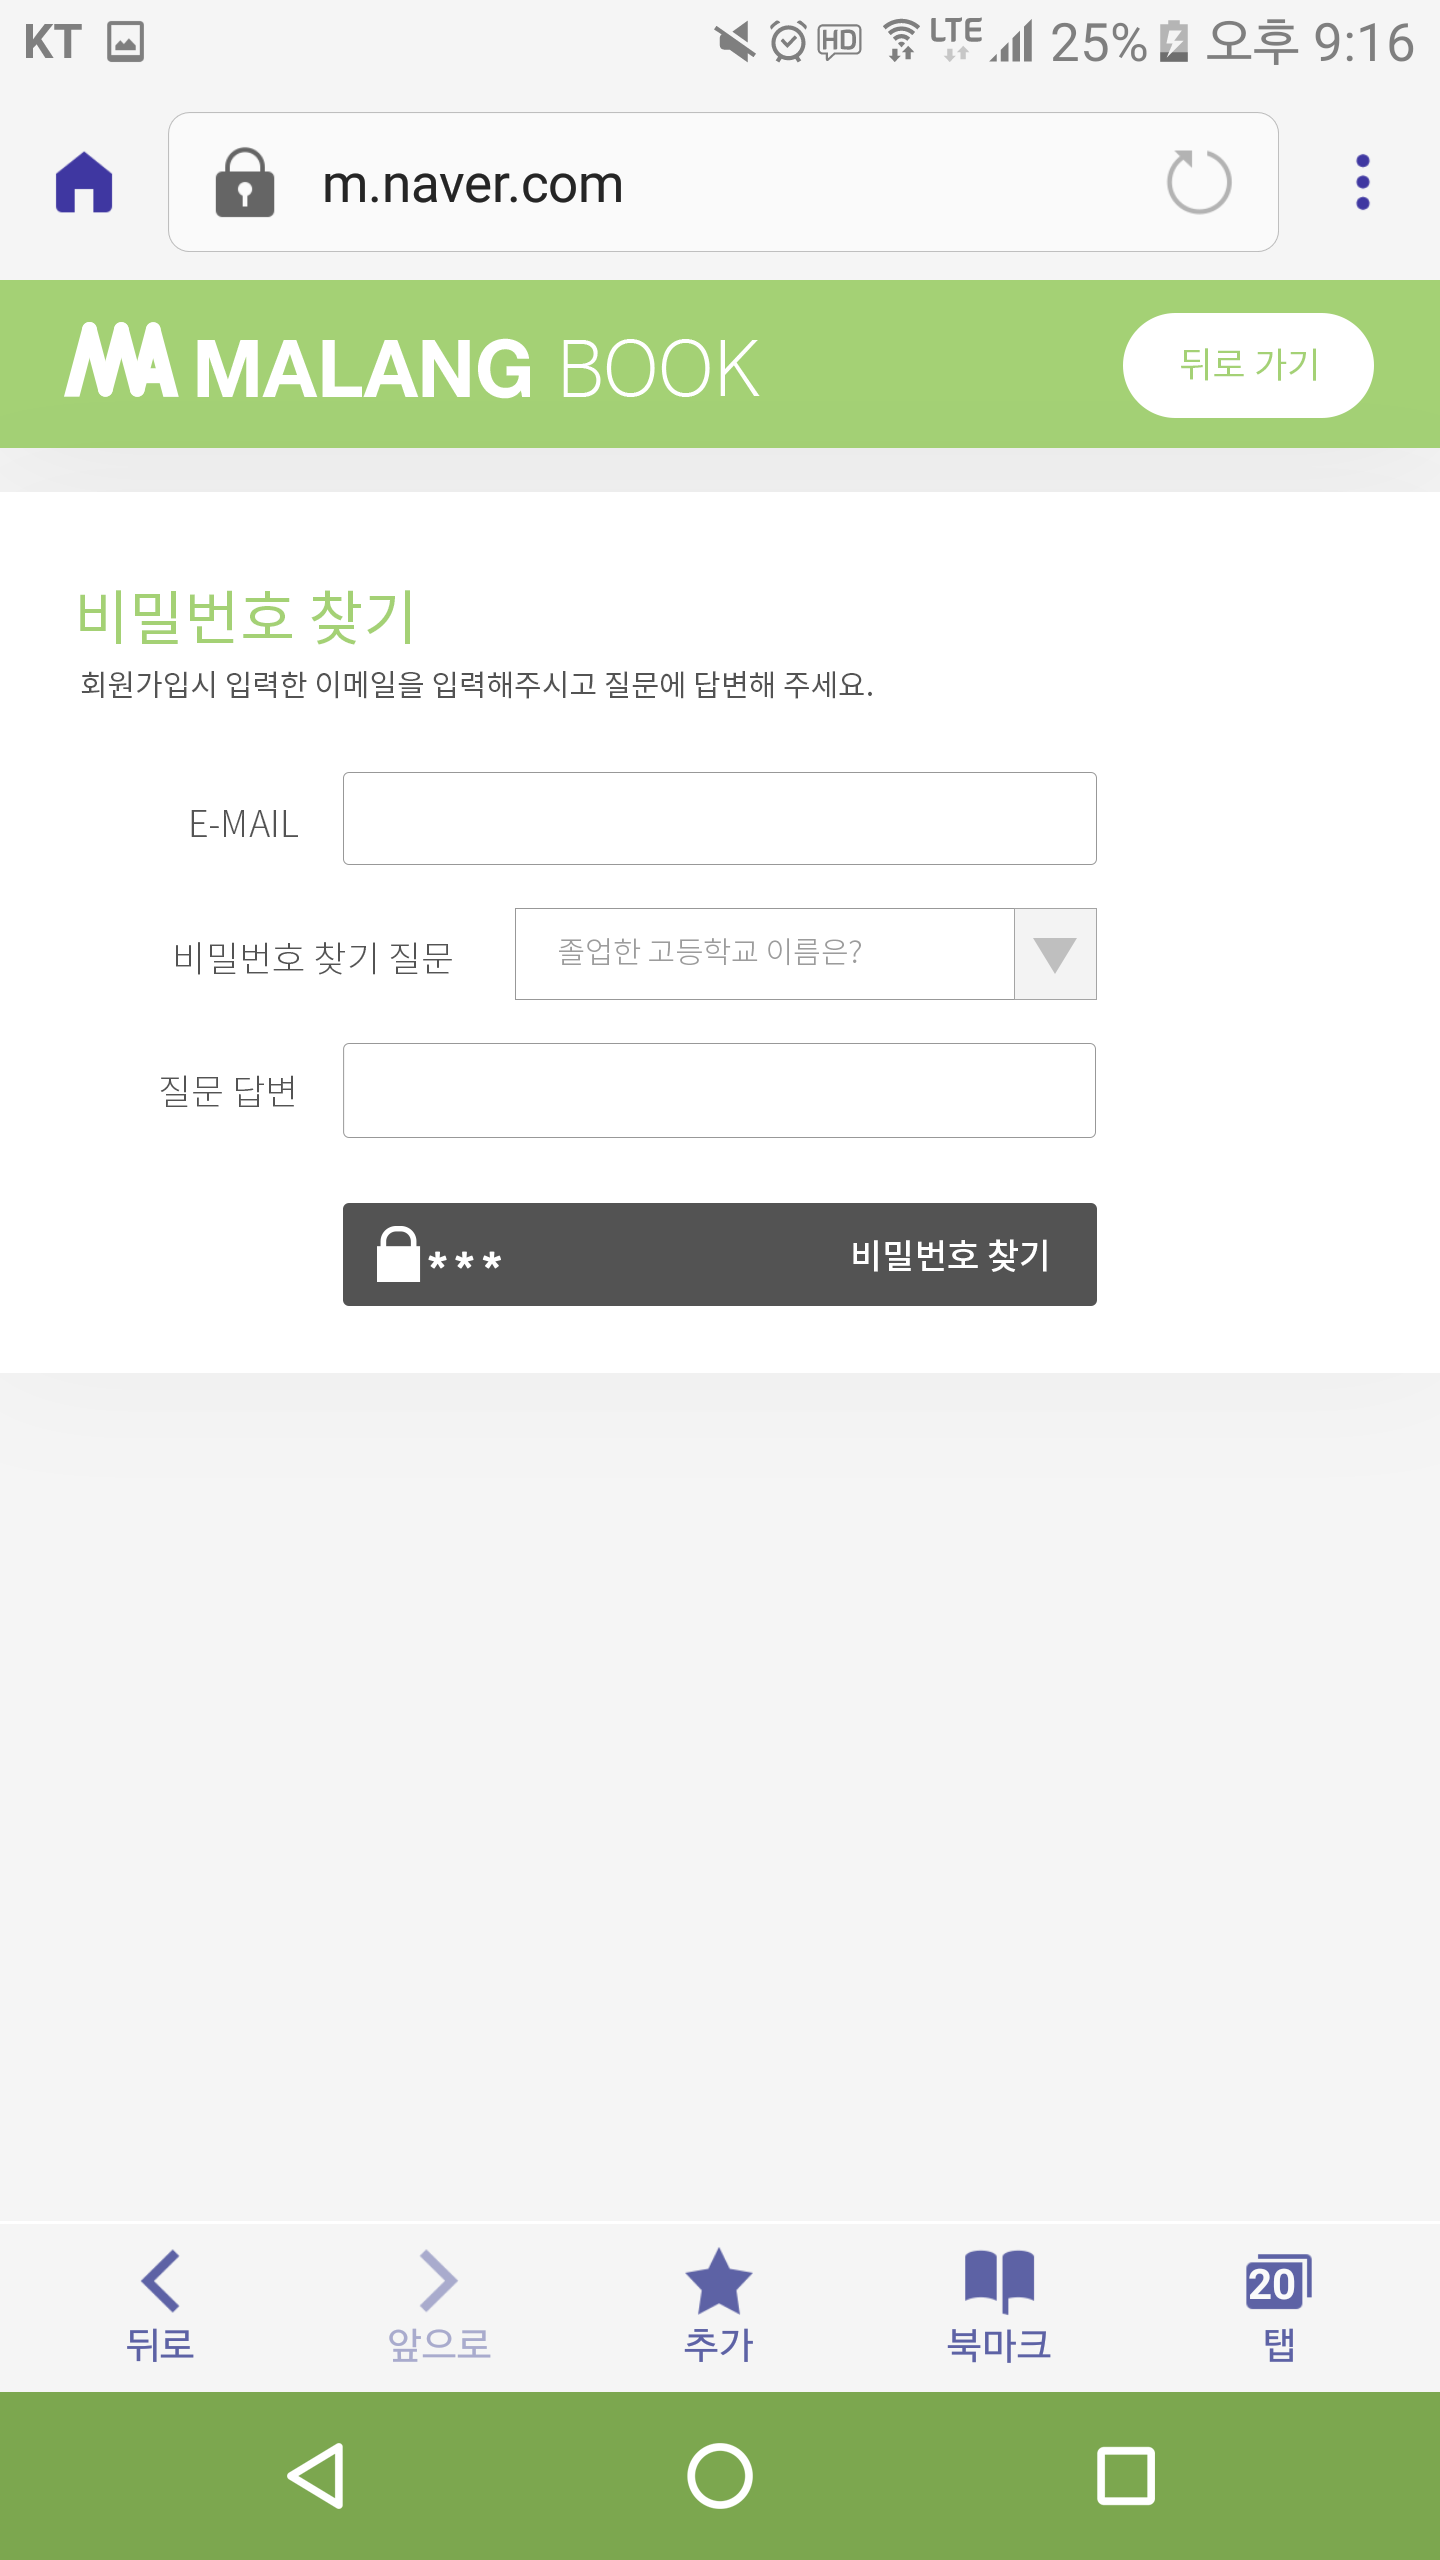 KT HD LTE 25% 오후 9:16
m.naver.com
MALANG BOOK 뒤로 가기
비밀번호 찾기
회원가입시 입력한 이메일을 입력해주시고 질문에 답변해 주세요.
E-MAIL
비밀번호 찾기 질문 졸업한 고등학교 이름은?
질문 답변
*** 비밀번호 찾기
20
뒤로 앞으로 추가 북마크 탭